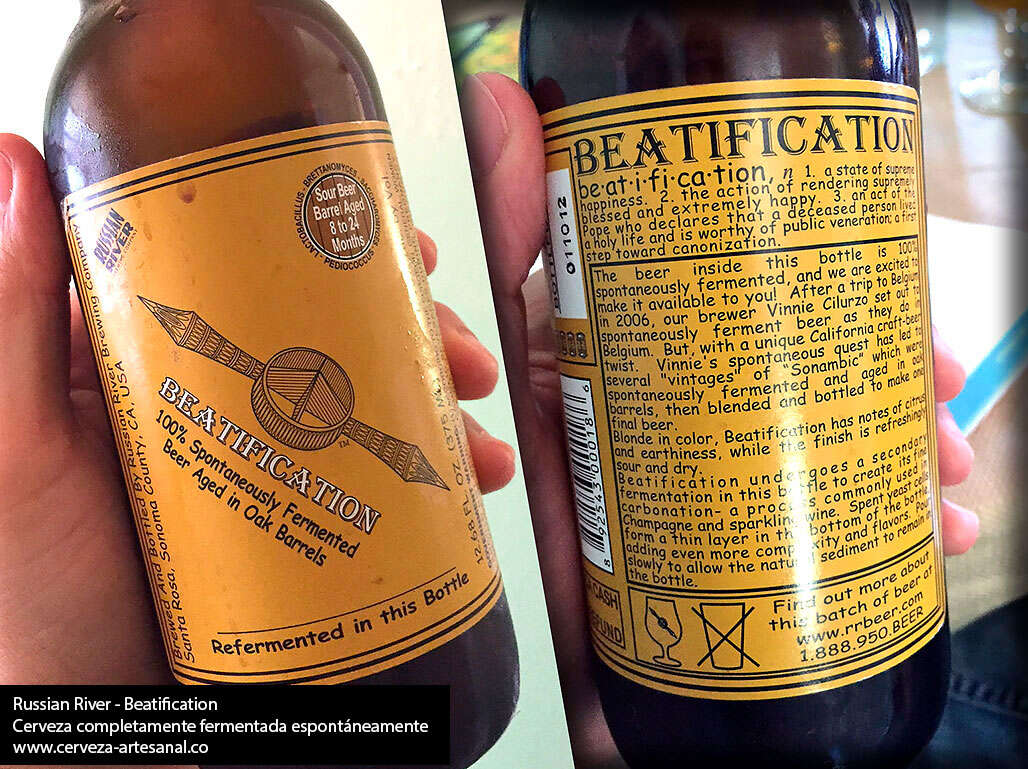 RUSSIAN
RIVER
LACTOBACILLUS - BRETTANOMYCES
PEDIOCOCCUS
Sour Beer
Barrel Aged
8 to 24
Months
BEATIFICATION
TM
100% Spontaneously Fermented
Beer Aged in Oak Barrels
Refermented in this Bottle
Brewed And Bottled By Russian River Brewing Company
Santa Rosa, Sonoma County, CA. USA
BEATIFICATION
be·at·i·fi·ca·tion, n 1. a state of supreme
happiness. 2. the action of rendering supremely
blessed and extremely happy. 3. an act of the
Pope who declares that a deceased person lived
a holy life and is worthy of public veneration; a first
step toward canonization.
011012
The beer inside this bottle is 100%
spontaneously fermented, and we are excited to
make it available to you! After a trip to Belgium
in 2006, our brewer Vinnie Cilurzo set out to
spontaneously ferment beer as they do in
Belgium. But, with a unique California craft-beer
twist. Vinnie's spontaneous quest has led to
several "vintages" of "Sonambic" which were
spontaneously fermented and aged in oak
barrels, then blended and bottled to make one
final beer.
Blonde in color, Beatification has notes of citrus
and earthiness, while the finish is refreshingly
sour and dry.
Beatification undergoes a secondary
fermentation in this bottle to create its fine
carbonation- a process commonly used in
Champagne and sparkling wine. Spent yeast cells
form a thin layer in the bottom of the bottle,
adding even more complexity and flavors. Pour
slowly to allow the natural sediment to remain in
the bottle.
CASH
REFUND
Find out more about
this batch of beer at
www.rrbeer.com
1.888.950.BEER
Russian River - Beatification
Cerveza completamente fermentada espontáneamente
www.cerveza-artesanal.co